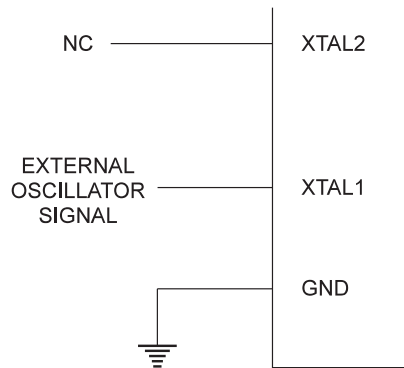 NC
XTAL2
EXTERNAL
OSCILLATOR
SIGNAL
XTAL1
GND